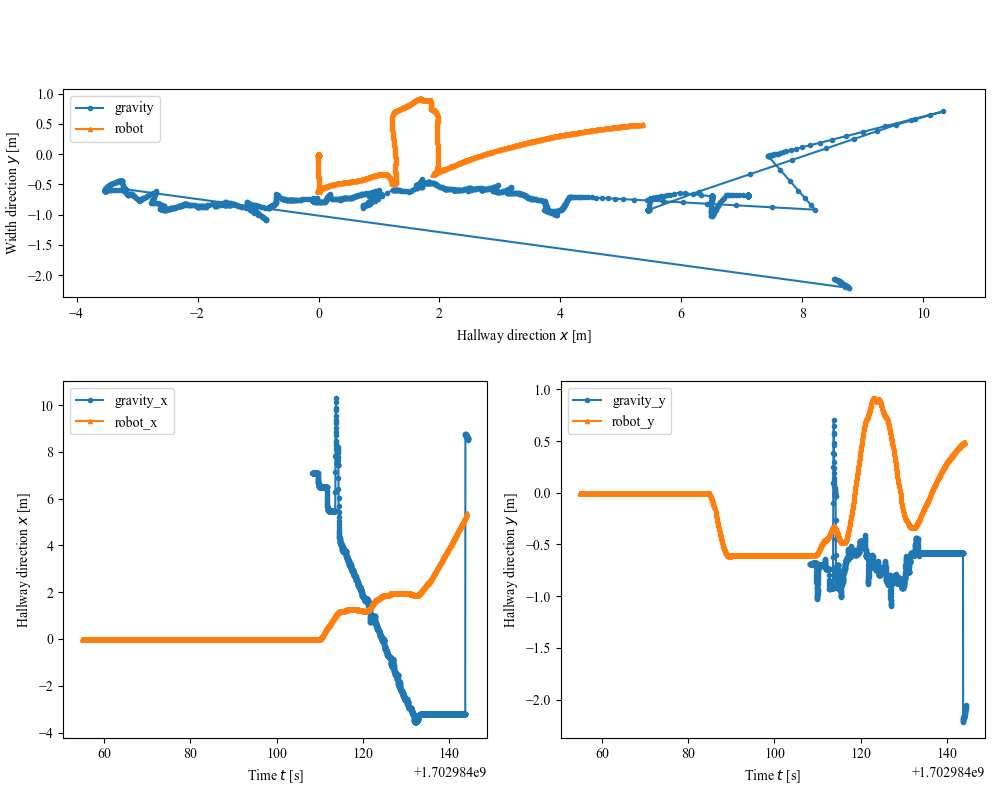 gravity
robot
1.0
0.5
0.0
−0.5
−1.0
−1.5
−2.0
Width direction y [m]
−4 −2 0 2 4 6 8 10
Hallway direction x [m]
gravity_x
robot_x
10
8
6
4
2
0
−2
−4
Hallway direction x [m]
60 80 100 120 140
Time t [s]
+1.702984e9
gravity_y
robot_y
1.0
0.5
0.0
−0.5
−1.0
−1.5
−2.0
Hallway direction y [m]
60 80 100 120 140
Time t [s]
+1.702984e9